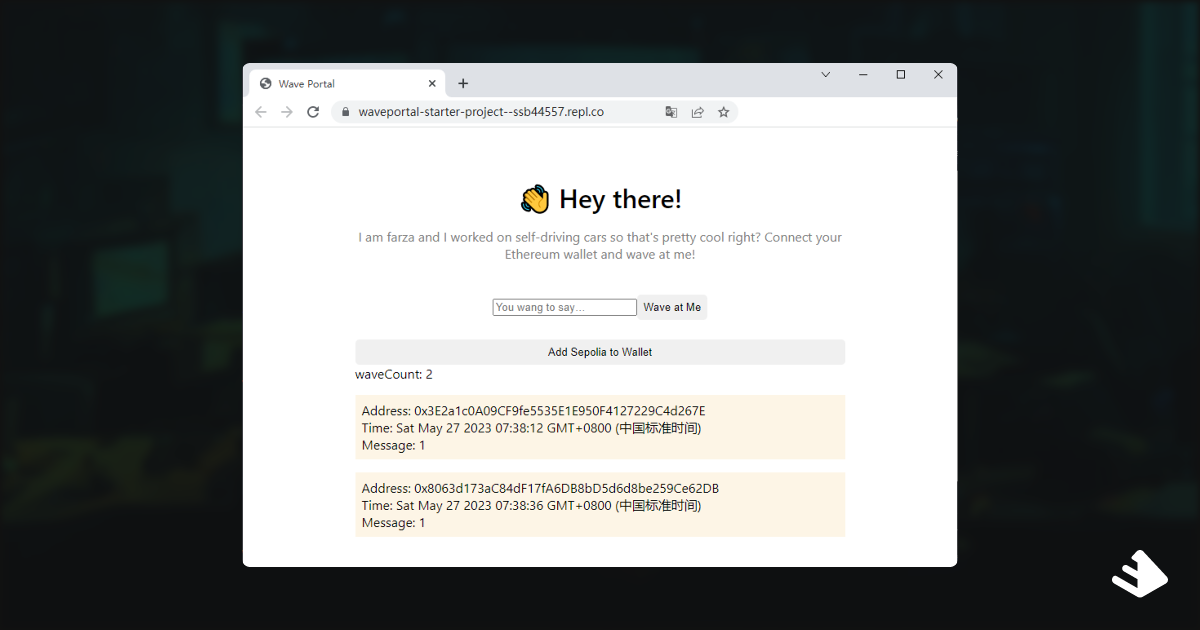 Wave Portal
waveportal-starter-project--ssb44557.repl.co
👋 Hey there!
I am farza and I worked on self-driving cars so that's pretty cool right? Connect your
Ethereum wallet and wave at me!
You wang to say... Wave at Me
Add Sepolia to Wallet
waveCount: 2
Address: 0x3E2a1c0A09CF9fe5535E1E950F4127229C4d267E
Time: Sat May 27 2023 07:38:12 GMT+0800 (中国标准时间)
Message: 1
Address: 0x8063d173aC84dF17fA6DB8bD5d6d8be259Ce62DB
Time: Sat May 27 2023 07:38:36 GMT+0800 (中国标准时间)
Message: 1